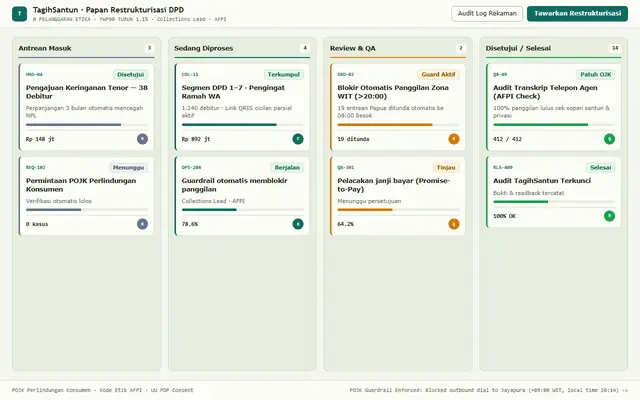 T
TagihSantun · Papan Restrukturisasi DPD
0 PELANGGARAN ETIKA · TWP90 TURUN 1.1% · Collections Lead · AFPI
Audit Log Rekaman
Tawarkan Restrukturisasi
Antrean Masuk
3
Disetujui
Pengajuan Keringanan Tenor — 38
Debitur
Perpanjangan 3 bulan otomatis mencegah
NPL
Rp 148 jt
REQ-102
Menunggu
Permintaan POJK Perlindungan
Konsumen
Verifikasi otomatis lolos
0 kasus
Sedang Diproses
4
COL-11
Terkumpul
Segmen DPD 1–7 · Pengingat
Ramah WA
1.240 debitur · Link QRIS cicilan parsial
aktif
Rp 892 jt
C
OPS-204
Berjalan
Guardrail otomatis memblokir
panggilan
Collections Lead · AFPI
78.6%
Review & QA
2
GRD-02
Guard Aktif
Blokir Otomatis Panggilan Zona
WIT (>20:00)
19 antrean Papua ditunda otomatis ke
08:00 besok
19 ditunda
G
QA-301
Tinjau
Pelacakan janji bayar (Promise-
to-Pay)
Menunggu persetujuan
64.2%
Q
Disetujui / Selesai
14
QA-09
Patuh OJK
Audit Transkrip Telepon Agen
(AFPI Check)
100% panggilan lulus cek sopan santun &
privasi
412 / 412
Q
RLS-009
Selesai
Audit TagihSantun Terkunci
Bukti & readback tercatat
100% OK
R
POJK Perlindungan Konsumen · Kode Etik AFPI · UU PDP Consent
POJK Guardrail Enforced: Blocked outbound dial to Jayapura (+09:00 WIT, local time 20:14) ->